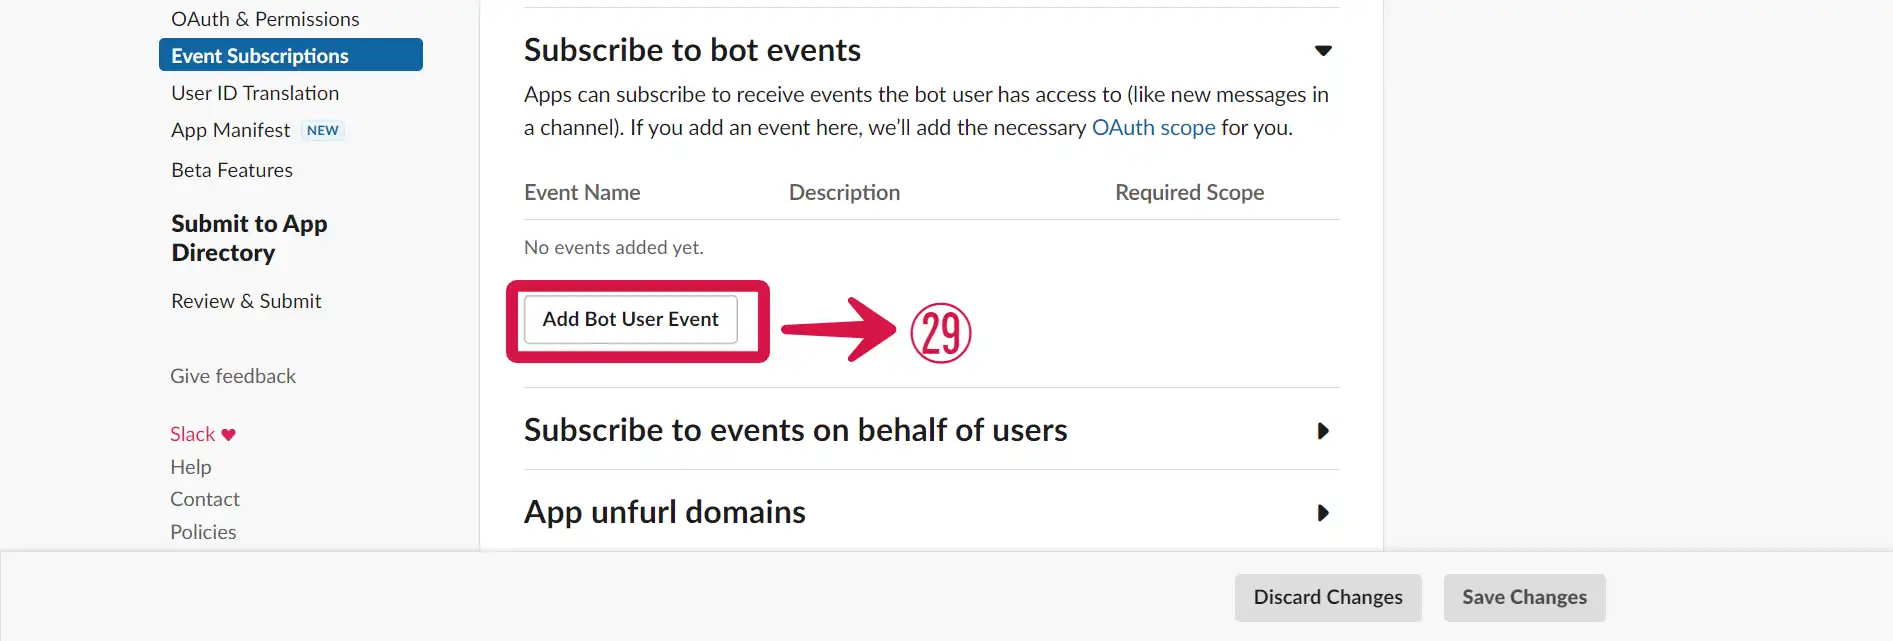 OAuth & Permissions
Event Subscriptions
User ID Translation
App Manifest NEW
Beta Features
Submit to App
Directory
Review & Submit
Give feedback
Slack ♥
Help
Contact
Policies
Subscribe to bot events
Apps can subscribe to receive events the bot user has access to (like new messages in
a channel). If you add an event here, we’ll add the necessary OAuth scope for you.
Event Name Description Required Scope
No events added yet.
Add Bot User Event
㉙
Subscribe to events on behalf of users
App unfurl domains
Discard Changes Save Changes